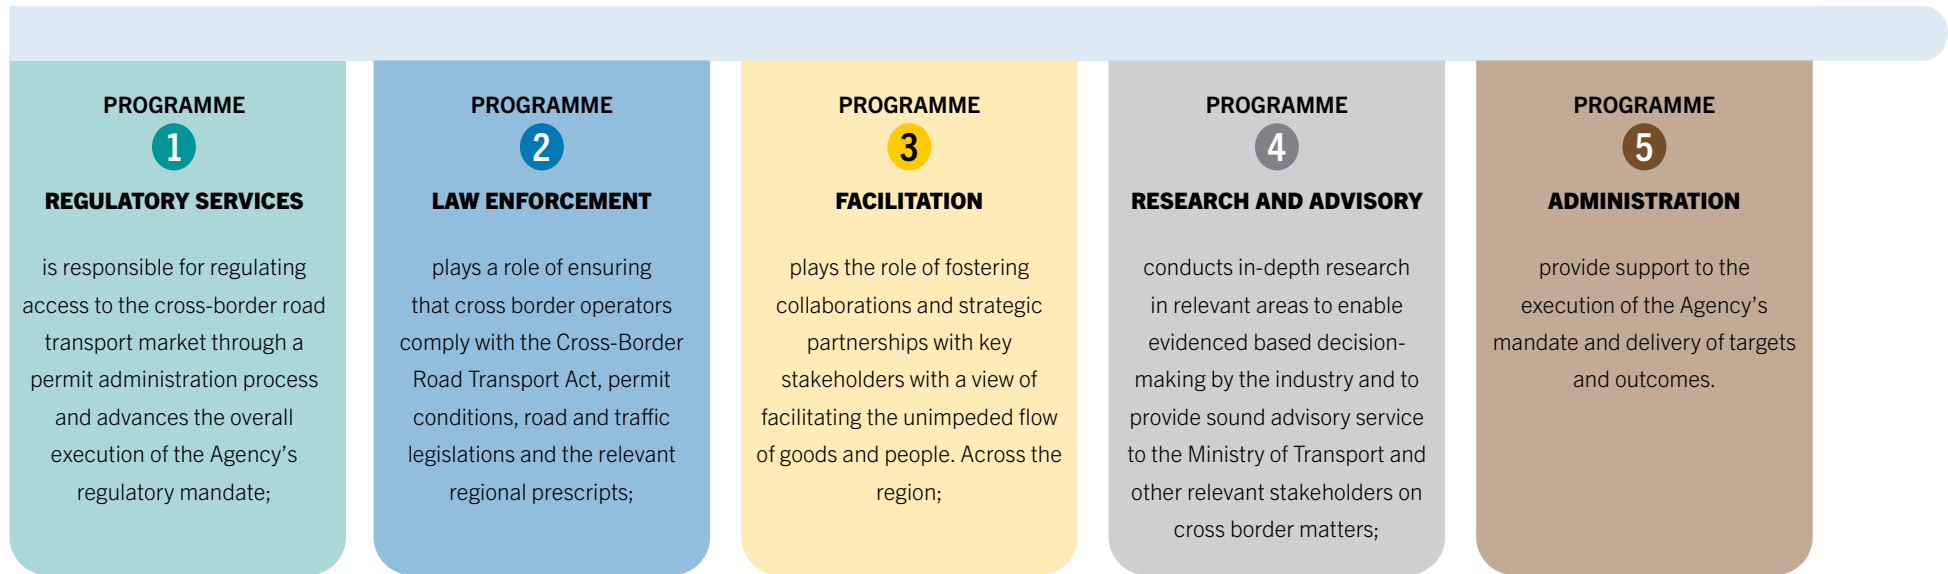 PROGRAMME
1
REGULATORY SERVICES
is responsible for regulating
access to the cross-border road
transport market through a
permit administration process
and advances the overall
execution of the Agency’s
regulatory mandate;
PROGRAMME
2
LAW ENFORCEMENT
plays a role of ensuring
that cross border operators
comply with the Cross-Border
Road Transport Act, permit
conditions, road and traffic
legislations and the relevant
regional prescripts;
PROGRAMME
3
FACILITATION
plays the role of fostering
collaborations and strategic
partnerships with key
stakeholders with a view of
facilitating the unimpeded flow
of goods and people. Across the
region;
PROGRAMME
4
RESEARCH AND ADVISORY
conducts in-depth research
in relevant areas to enable
evidenced based decision-
making by the industry and to
provide sound advisory service
to the Ministry of Transport and
other relevant stakeholders on
cross border matters;
PROGRAMME
5
ADMINISTRATION
provide support to the
execution of the Agency’s
mandate and delivery of targets
and outcomes.